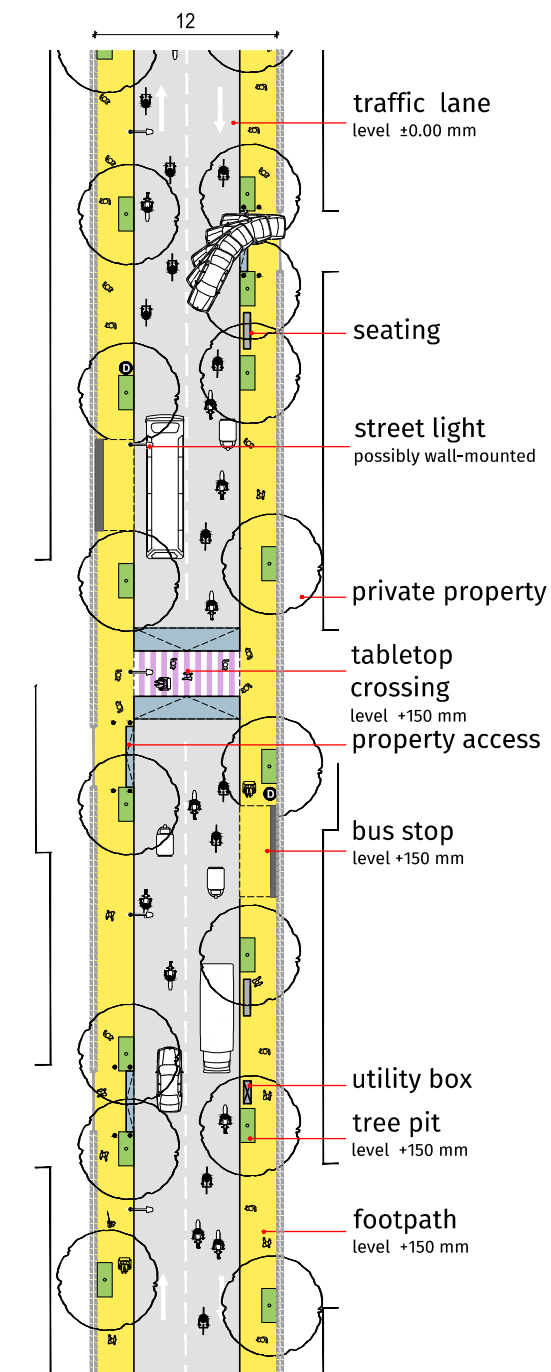 12
traffic lane
level ±0.00 mm
seating
D
street light
possibly wall-mounted
private property
tabletop
crossing
level +150 mm
property access
D
bus stop
level +150 mm
utility box
tree pit
level +150 mm
footpath
level +150 mm